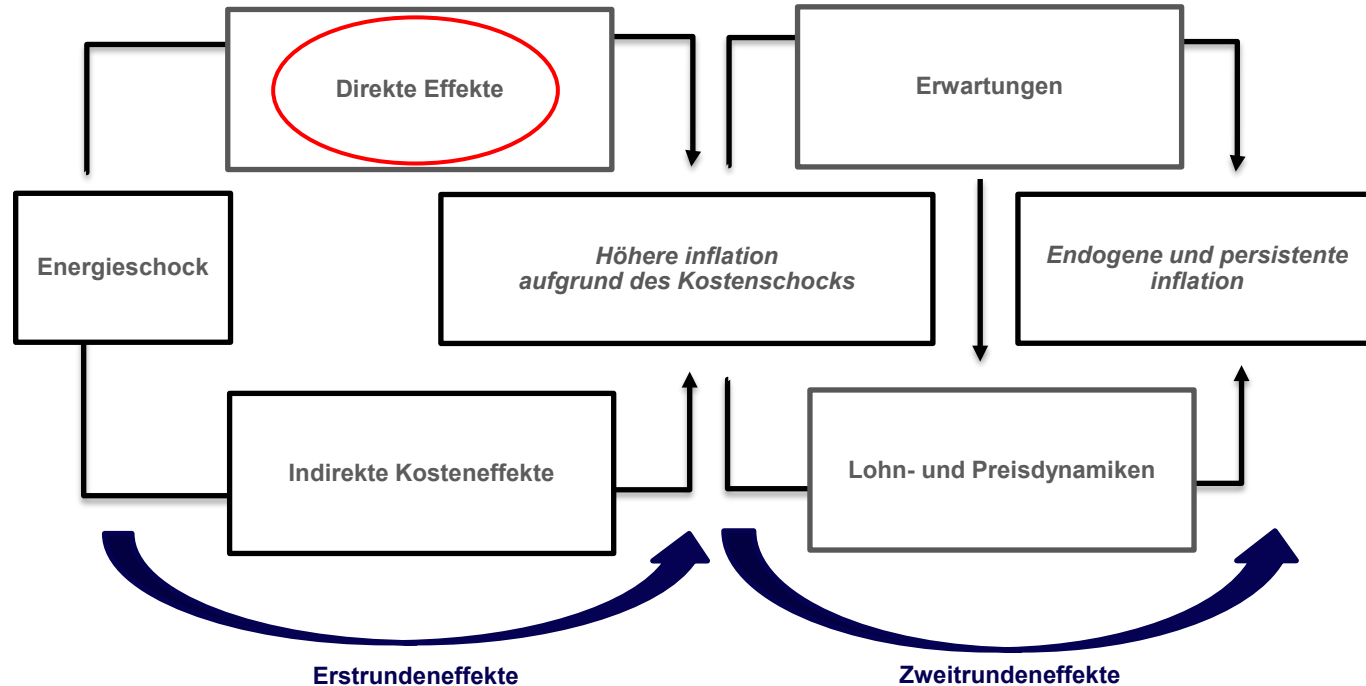 Direkte Effekte
Erwartungen
Energieschock
Höhere inflation
aufgrund des Kostenschocks
Endogene und persistente
inflation
Indirekte Kosteneffekte
Lohn- und Preisdynamiken
Erstrundeneffekte
Zweitrundeneffekte